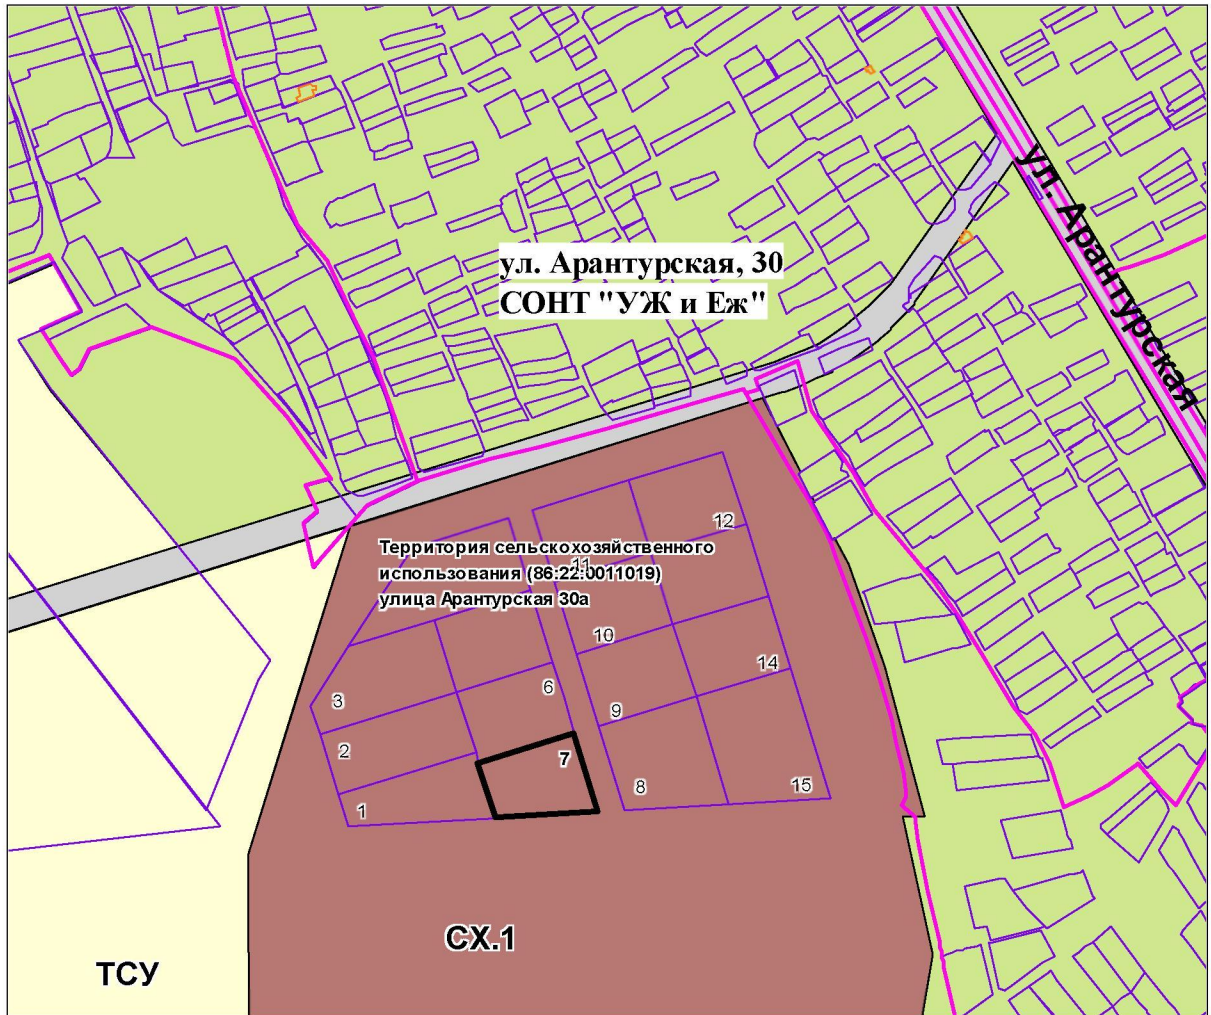 ул. Арантурская
ул. Арантурская, 30
СОНТ "УЖ и Еж"
12
Территория сельскохозяйственного
использования (86:22:0011019)
улица Арантурская 30а
11
10
14
3
6
9
2
7
8
15
1
СХ.1
ТСУ